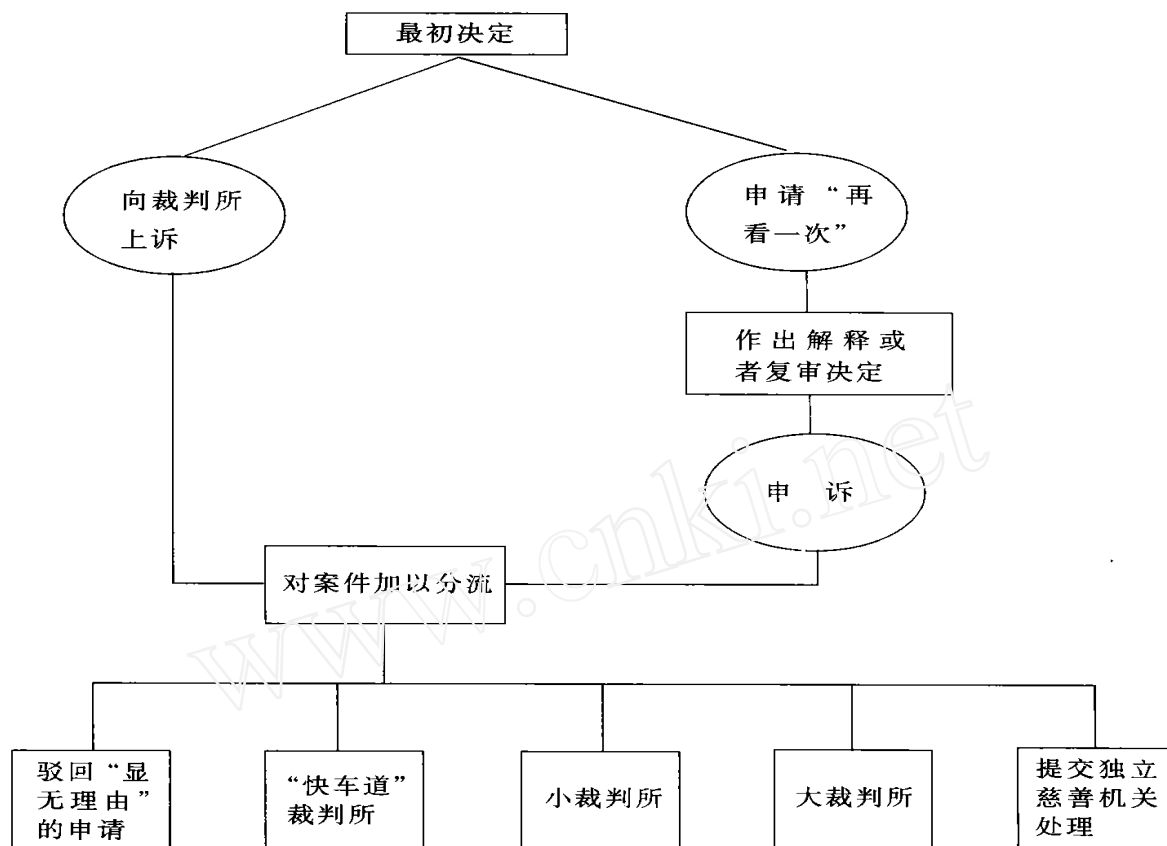 最初决定
向裁判所
上诉
申请“再
看一次”
作出解释或
者复审决定
申 诉
对案件加以分流
www.cnki.net
驳回“显
无理由”
的申请
“快车道”
裁判所
小裁判所
大裁判所
提交独立
慈善机关
处理